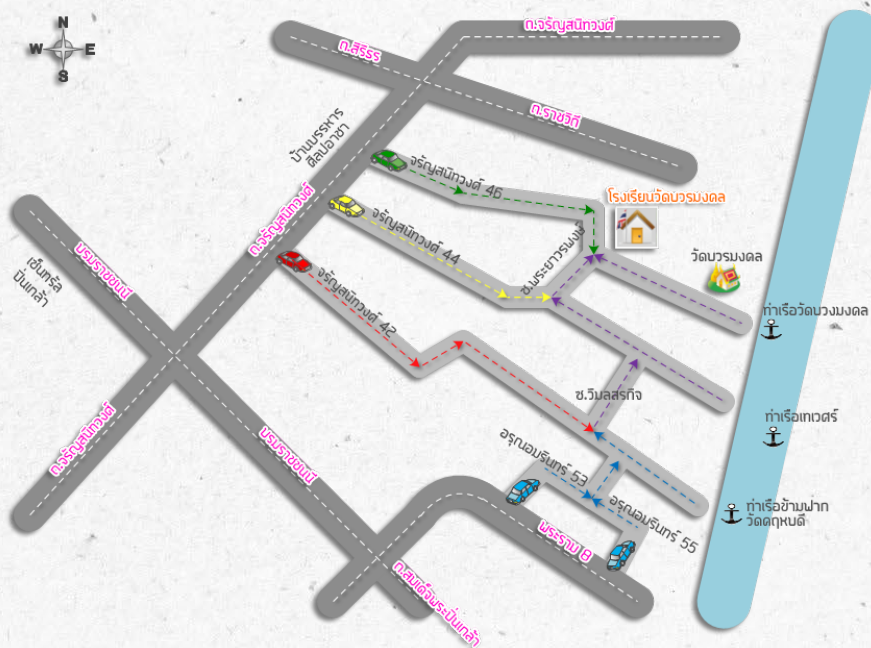 N
W E
S
ถ.จรัญสนิทวงศ์
ถ.สิรินธร
ถ.ราชวิถี
บ้านบรรหาร
ศิลปอาชา
จรัญสนิทวงศ์ 46
โรงเรียนวัดบวรมงคล
ถ.จรัญสนิทวงศ์
จรัญสนิทวงศ์ 44
ซ.พระยาวรพงษ์
วัดบวรมงคล
บรมราชชนนี
เซ็นทรัล
ปิ่นเกล้า
จรัญสนิทวงศ์ 42
ท่าเรือวัดบวงมงคล
ซ.วิมลสรกิจ
ท่าเรือเทเวศร์
ถ.จรัญสนิทวงศ์
บรมราชชนนี
อรุณอมรินทร์ 53
อรุณอมรินทร์ 55
ท่าเรือข้ามฟาก
วัดคฤหบดี
พระราม 8
ถ.สมเด็จพระปิ่นเกล้า